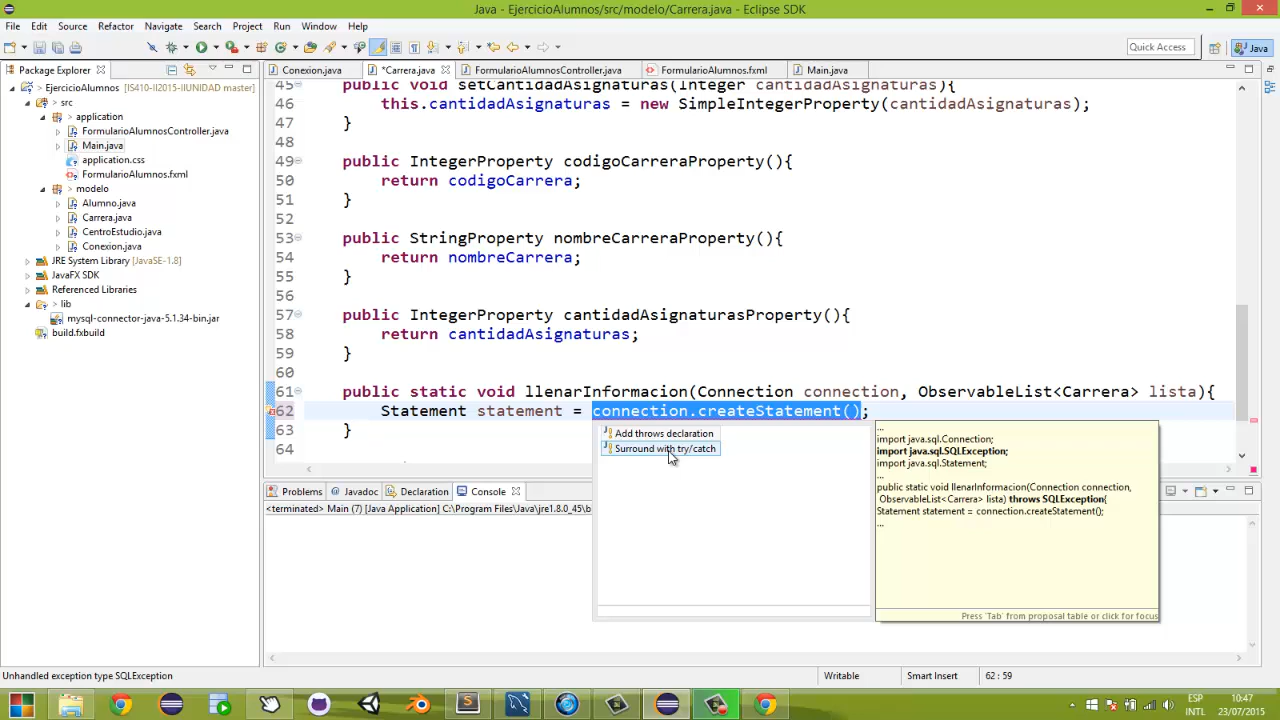 Java - EjercicioAlumnos/src/modelo/Carrera.java - Eclipse SDK
File Edit Source Refactor Navigate Search Project Run Window Help
Quick Access
Java
Package Explorer
Conexion.java
*Carrera.java
FormularioAlumnosController.java
FormularioAlumnos.fxml
Main.java
EjercicioAlumnos [IS410-II2015-IIUNIDAD master]
> src
> application
FormularioAlumnosController.java
Main.java
application.css
FormularioAlumnos.fxml
> modelo
Alumno.java
Carrera.java
CentroEstudio.java
Conexion.java
JRE System Library [JavaSE-1.8]
JavaFX SDK
Referenced Libraries
> lib
mysql-connector-java-5.1.34-bin.jar
build.fxbuild
45 public void setCantidadAsignaturas(Integer cantidadAsignaturas){
46 this.cantidadAsignaturas = new SimpleIntegerProperty(cantidadAsignaturas);
47 }
48
49 public IntegerProperty codigoCarreraProperty(){
50 return codigoCarrera;
51 }
52
53 public StringProperty nombreCarreraProperty(){
54 return nombreCarrera;
55 }
56
57 public IntegerProperty cantidadAsignaturasProperty(){
58 return cantidadAsignaturas;
59 }
60
61 public static void llenarInformacion(Connection connection, ObservableList<Carrera> lista){
62 Statement statement = connection.createStatement();
63 }
64
Add throws declaration
Surround with try/catch
...
import java.sql.Connection;
import java.sql.SQLException;
import java.sql.Statement;
...
public static void llenarInformacion(Connection connection,
ObservableList<Carrera> lista) throws SQLException{
Statement statement = connection.createStatement();
...
Press 'Tab' from proposal table or click for focus
Problems Javadoc Declaration Console
<terminated> Main (7) [Java Application] C:\Program Files\Java\jre1.8.0_45\b
Unhandled exception type SQLException
Writable
Smart Insert
62 : 59
ESP
INTL
10:47
23/07/2015